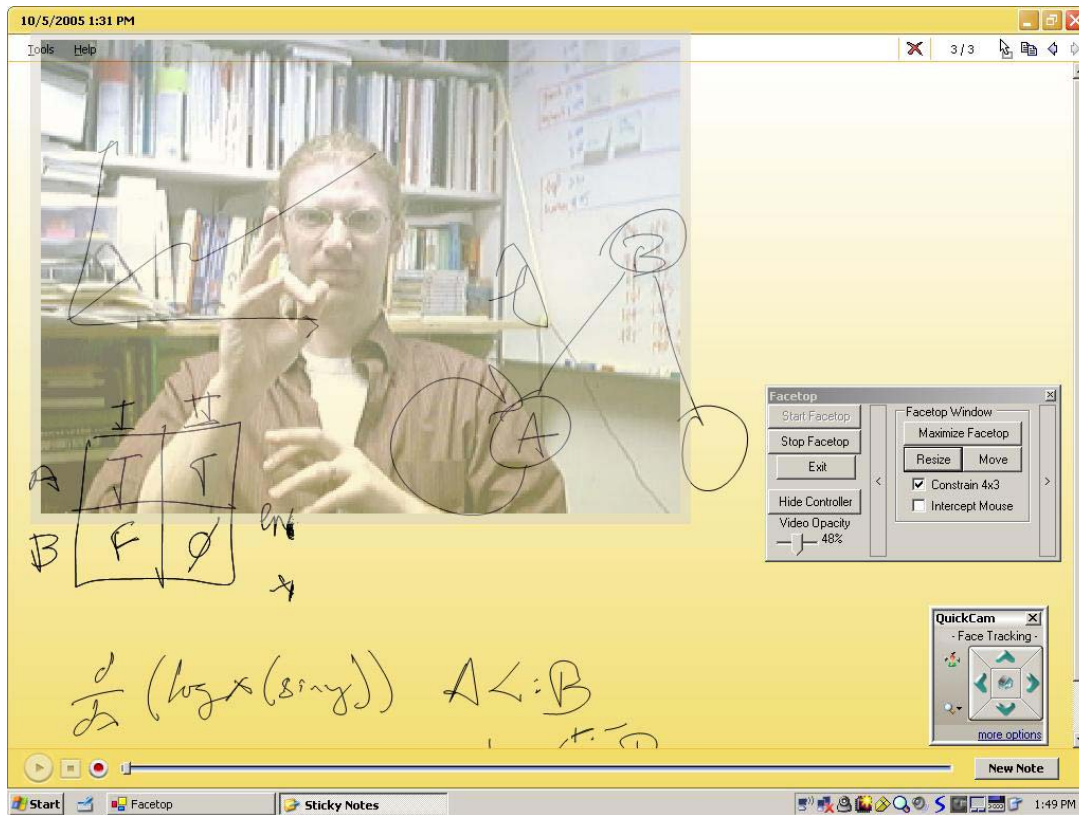 10/5/2005 1:31 PM
Tools Help
3/3
B
A
I II
A T T
B F Ø
d/dx (log x (sin y)) A <: B
Facetop
Start Facetop
Stop Facetop
Exit
Hide Controller
Video Opacity
48%
<
Facetop Window
Maximize Facetop
Resize Move
Constrain 4x3
Intercept Mouse
>
QuickCam
- Face Tracking -
more options
New Note
Start Facetop Sticky Notes 1:49 PM